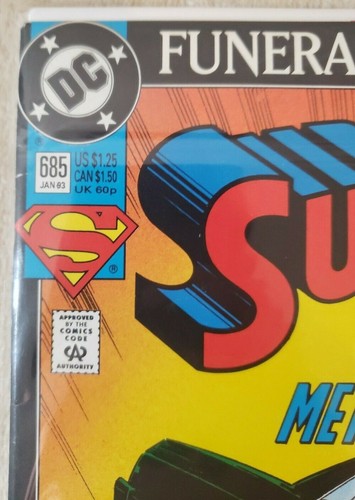 DC
FUNERA
685
JAN 93
US $1.25
CAN $1.50
UK 60p
S
®
SU
APPROVED
BY THE
COMICS
CODE
CA
AUTHORITY
ME